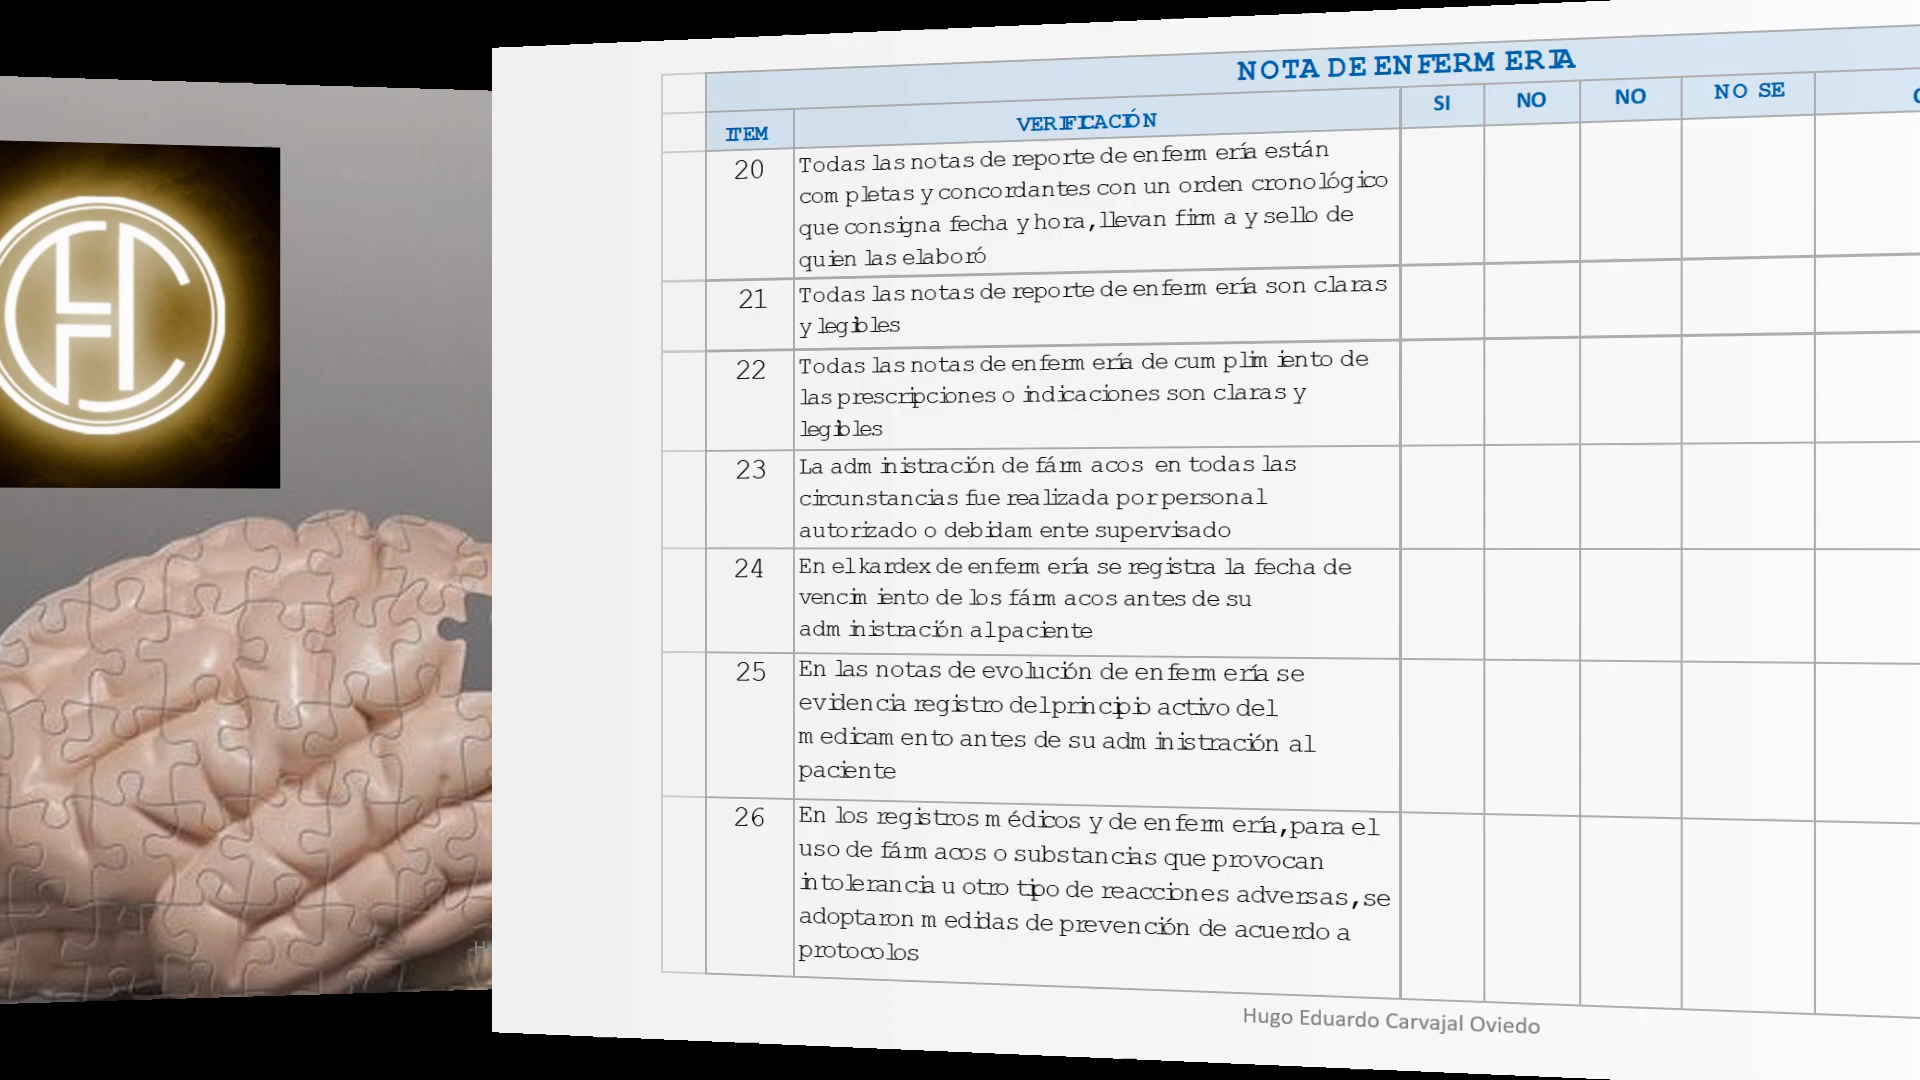 NOTA DE ENFERMERIA
ITEM VERIFICACIÓN SI NO NO NO SE
20 Todas las notas de reporte de enfermería están
completas y concordantes con un orden cronológico
que consigna fecha y hora, llevan firma y sello de
quien las elaboró
21 Todas las notas de reporte de enfermería son claras
y legibles
22 Todas las notas de enfermería de cumplimiento de
las prescripciones o indicaciones son claras y
legibles
23 La administración de fármacos en todas las
circunstancias fue realizada por personal
autorizado o debidamente supervisado
24 En el kardex de enfermería se registra la fecha de
vencimiento de los fármacos antes de su
administración al paciente
25 En las notas de evolución de enfermería se
evidencia registro del principio activo del
medicamento antes de su administración al
paciente
26 En los registros médicos y de enfermería, para el
uso de fármacos o substancias que provocan
intolerancia u otro tipo de reacciones adversas, se
adoptaron medidas de prevención de acuerdo a
protocolos
Hugo Eduardo Carvajal Oviedo